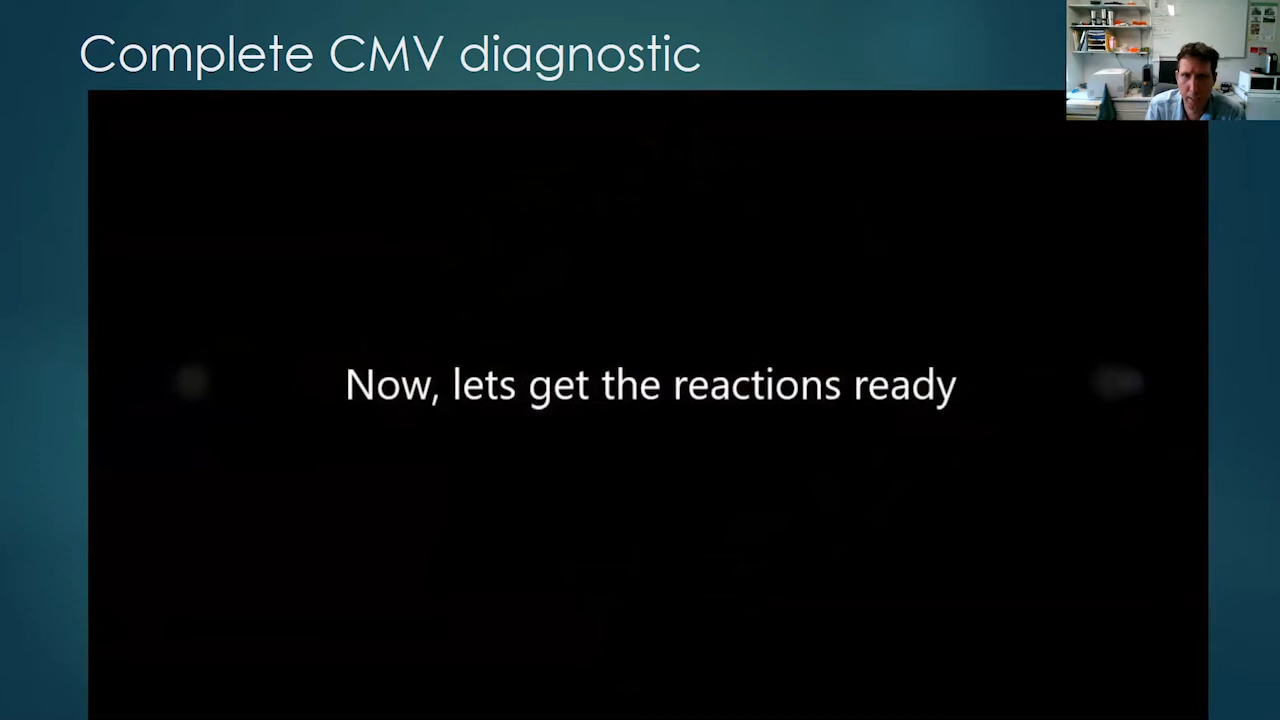 Complete CMV diagnostic
Now, lets get the reactions ready